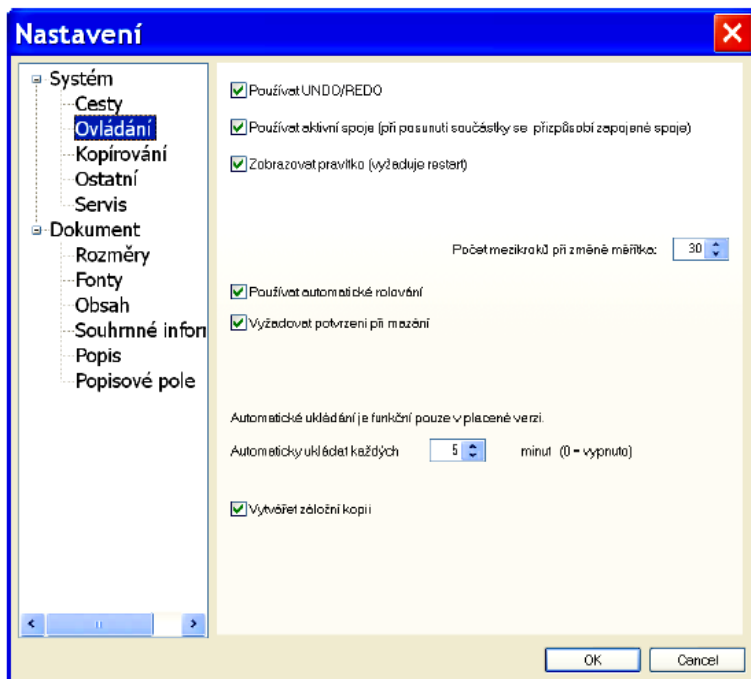 Nastavení
Systém
Cesty
Ovládání
Kopírování
Ostatní
Servis
Dokument
Rozměry
Fonty
Obsah
Souhrnné infor
Popis
Popisové pole
Používat UNDO/REDO
Používat aktivní spoje (při posunutí součástky se přizpůsobí zapojené spoje)
Zobrazovat pravítko (vyžaduje restart)
Počet mezikroků při změně měřítka: 30
Používat automatické rolování
Vyžadovat potvrzení při mazání
Automatické ukládání je funkční pouze v placené verzi.
Automaticky ukládat každých 5 minut (0 = vypnuto)
Vytvářet záložní kopii
OK Cancel